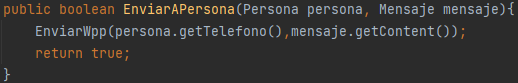 public boolean EnviarAPersona(Persona persona, Mensaje mensaje){
    EnviarWpp(persona.getTelefono(),mensaje.getContent());
    return true;
}